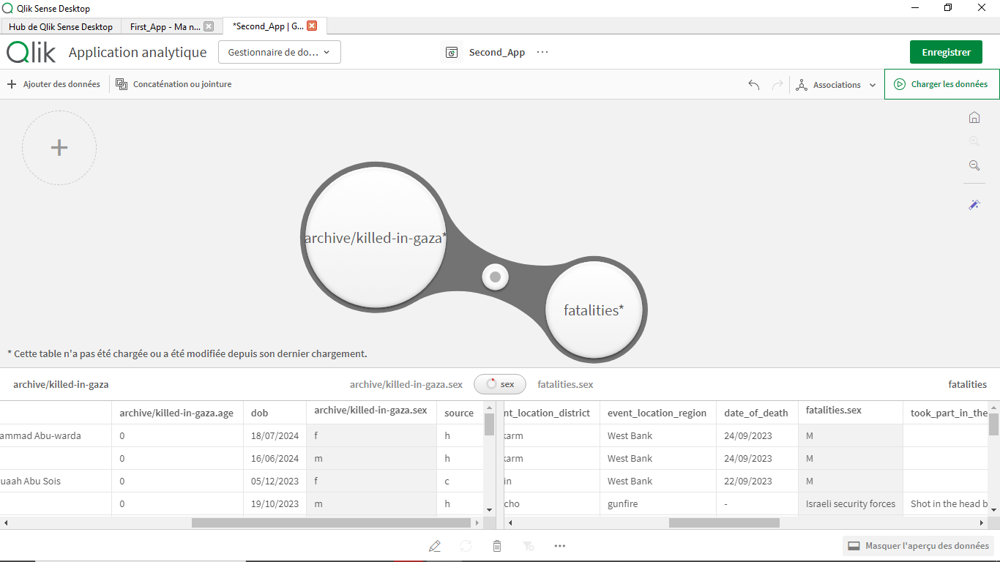 Qlik Sense Desktop
Hub de Qlik Sense Desktop First_App - Ma n... *Second_App | G...
Qlik Application analytique Gestionnaire de do... Second_App ... Enregistrer
Ajouter des données Concaténation ou jointure Associations Charger les données
archive/killed-in-gaza*
fatalities*
* Cette table n'a pas été chargée ou a été modifiée depuis son dernier chargement.
archive/killed-in-gaza archive/killed-in-gaza.sex sex fatalities.sex fatalities
archive/killed-in-gaza.age dob archive/killed-in-gaza.sex source nt_location_district event_location_region date_of_death fatalities.sex took_part_in_the
ammad Abu-warda 0 18/07/2024 f h karm West Bank 24/09/2023 M
0 16/06/2024 m h karm West Bank 24/09/2023 M
uaah Abu Sois 0 05/12/2023 f c in West Bank 22/09/2023 M
0 19/10/2023 m h cho gunfire - Israeli security forces Shot in the head b
Masquer l'aperçu des données